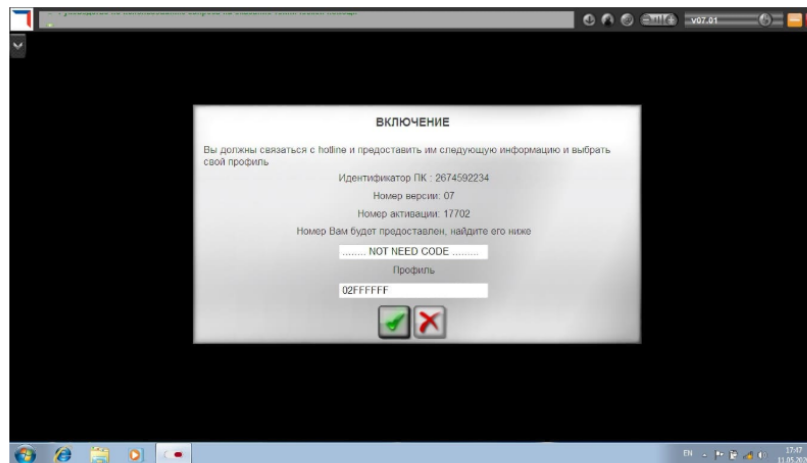 v07.01
ВКЛЮЧЕНИЕ
Вы должны связаться с hotline и предоставить им следующую информацию и выбрать
свой профиль
Идентификатор ПК : 2674592234
Номер версии: 07
Номер активации: 17702
Номер Вам будет предоставлен, найдите его ниже
........ NOT NEED CODE .........
Профиль
02FFFFFF
EN
17:47